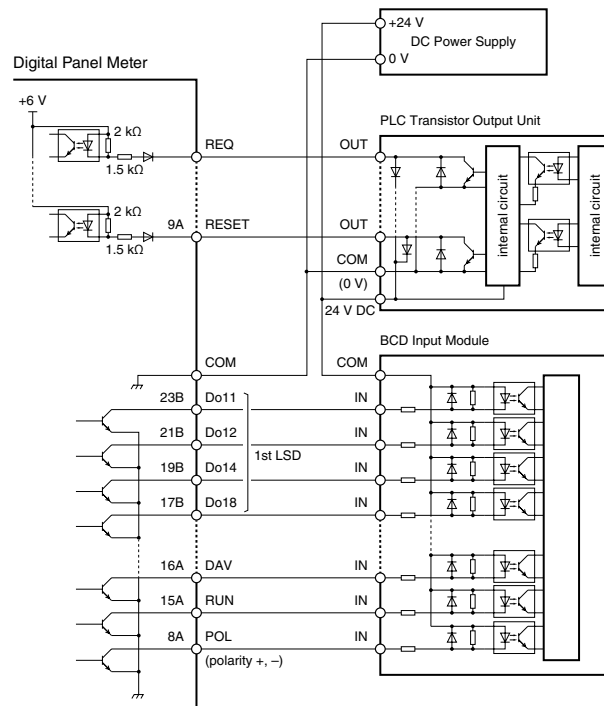 +24 V
DC Power Supply
0 V
Digital Panel Meter
+6 V
2 kΩ
1.5 kΩ
REQ
PLC Transistor Output Unit
OUT
internal circuit
internal circuit
2 kΩ
1.5 kΩ
9A RESET
OUT
COM
(0 V)
24 V DC
BCD Input Module
COM
COM
23B Do11 IN
21B Do12 IN
1st LSD
19B Do14 IN
17B Do18 IN
16A DAV IN
15A RUN IN
8A POL IN
(polarity +, –)